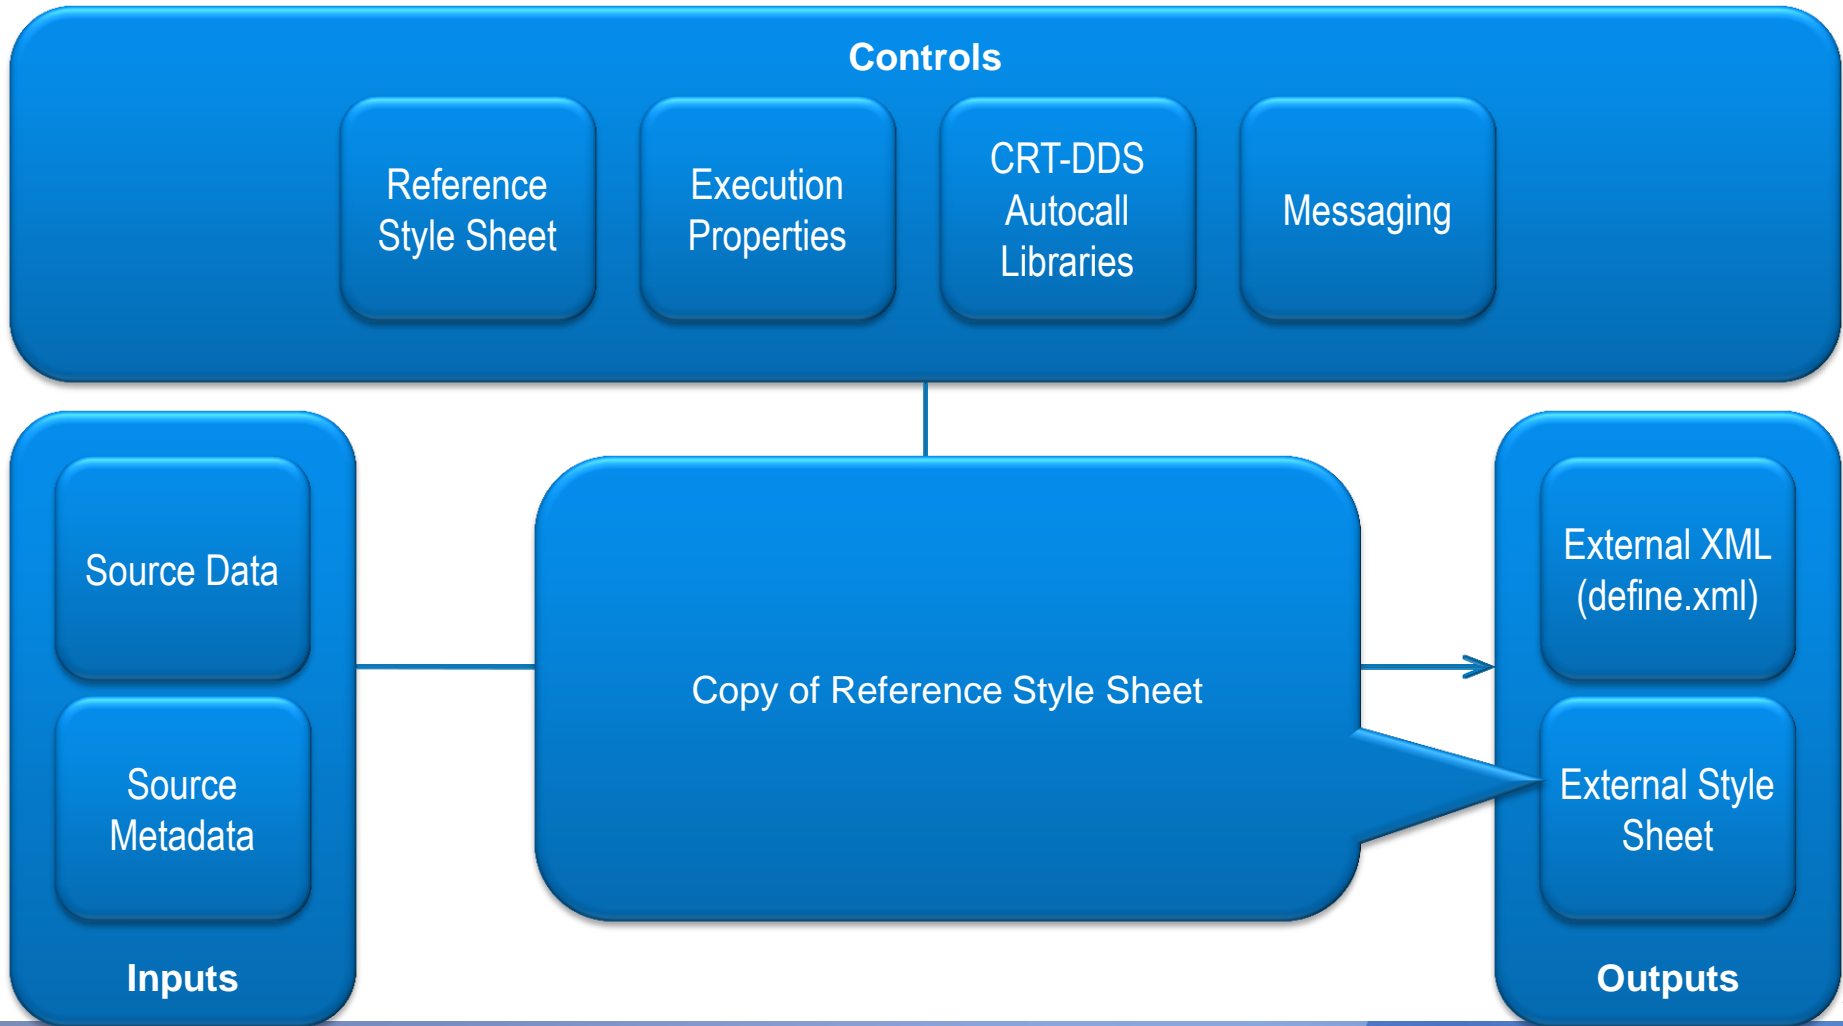 Controls
Reference
Style Sheet
Execution
Properties
CRT-DDS
Autocall
Libraries
Messaging
Source Data
Source
Metadata
Inputs
Copy of Reference Style Sheet
External XML
(define.xml)
External Style
Sheet
Outputs